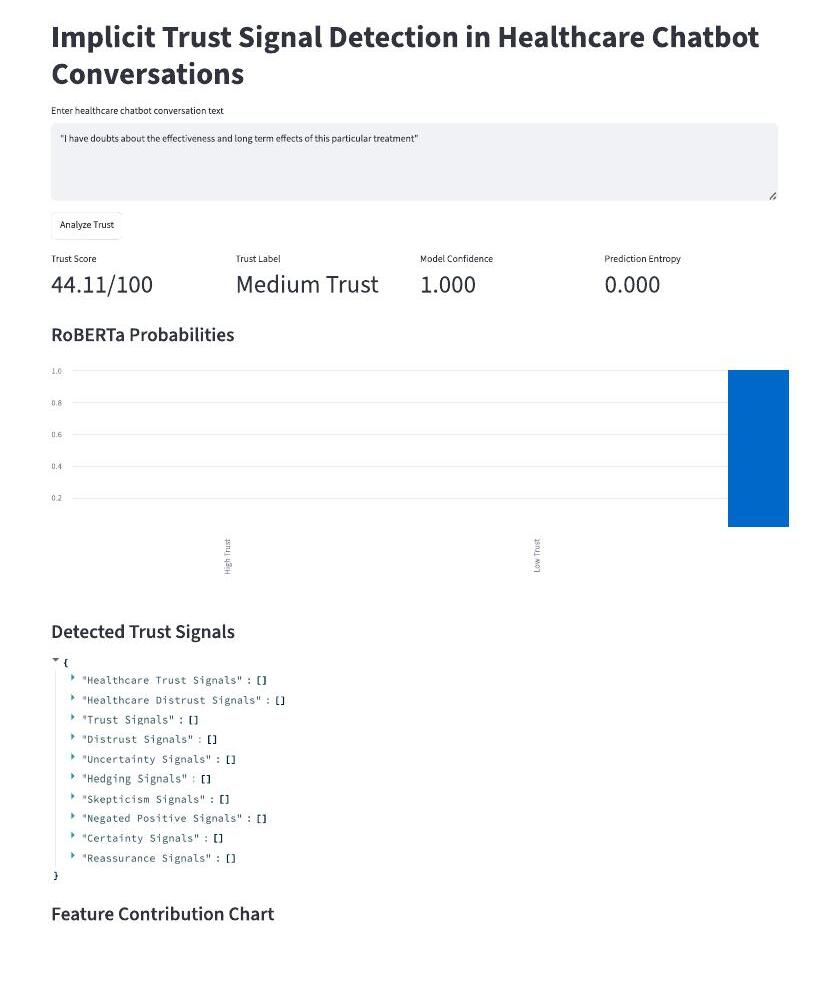 Implicit Trust Signal Detection in Healthcare Chatbot
Conversations
Enter healthcare chatbot conversation text
"I have doubts about the effectiveness and long term effects of this particular treatment"
Analyze Trust
Trust Score
44.11/100
Trust Label
Medium Trust
Model Confidence
1.000
Prediction Entropy
0.000
RoBERTa Probabilities
1.0
0.8
0.6
0.4
0.2
High Trust
Low Trust
Detected Trust Signals
{
"Healthcare Trust Signals" : []
"Healthcare Distrust Signals" : []
"Trust Signals" : []
"Distrust Signals" : []
"Uncertainty Signals" : []
"Hedging Signals" : []
"Skepticism Signals" : []
"Negated Positive Signals" : []
"Certainty Signals" : []
"Reassurance Signals" : []
}
Feature Contribution Chart